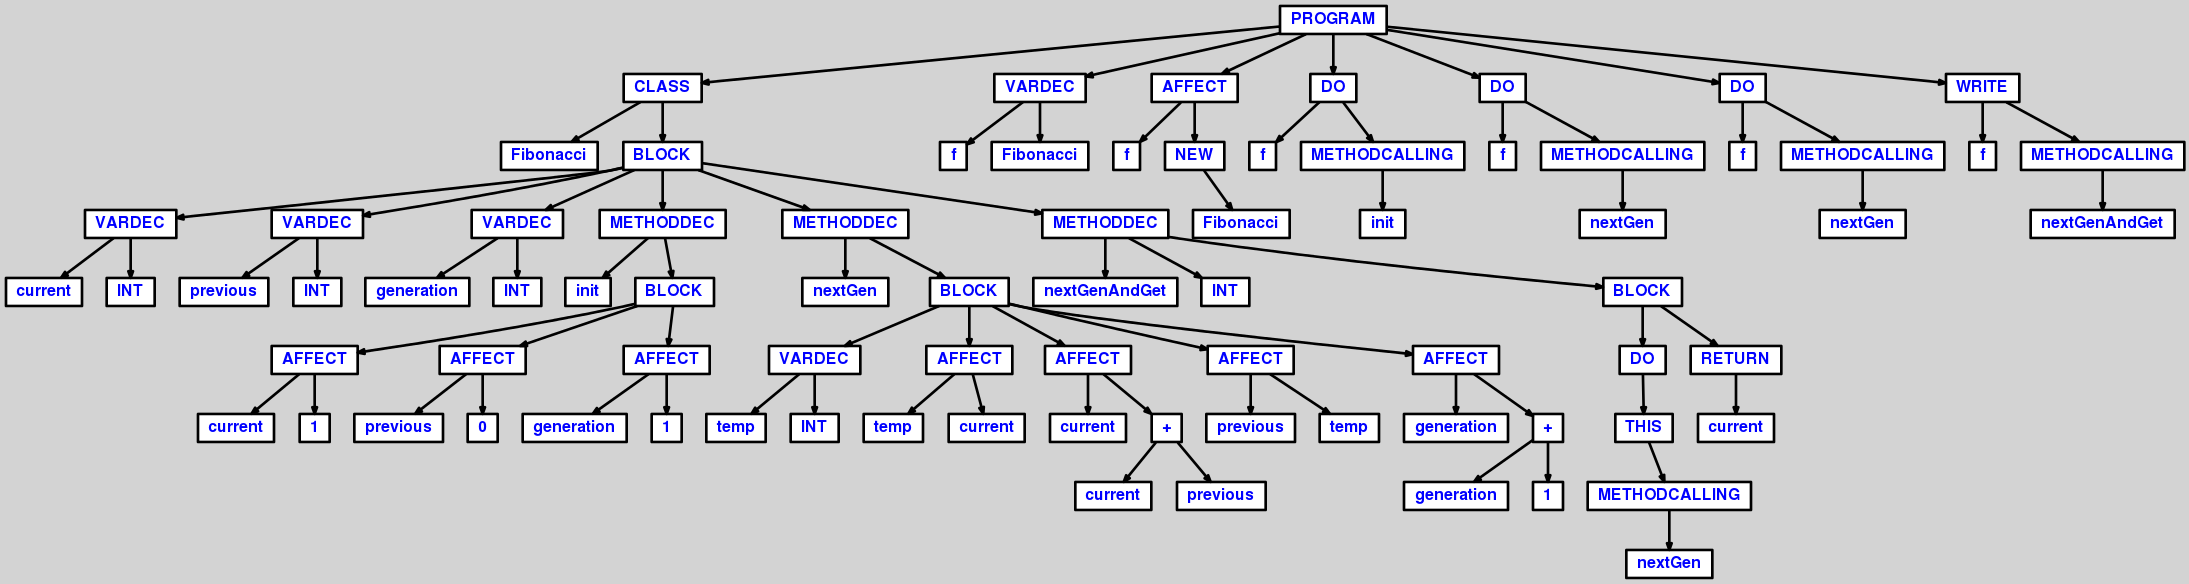 PROGRAM
CLASS VARDEC AFFECT DO DO DO WRITE
Fibonacci BLOCK f Fibonacci f NEW f METHODCALLING f METHODCALLING f METHODCALLING f METHODCALLING
VARDEC VARDEC VARDEC METHODDEC METHODDEC METHODDEC Fibonacci init nextGen nextGen nextGenAndGet
current INT previous INT generation INT init BLOCK nextGen BLOCK nextGenAndGet INT BLOCK
AFFECT AFFECT AFFECT VARDEC AFFECT AFFECT AFFECT AFFECT DO RETURN
current 1 previous 0 generation 1 temp INT temp current current + previous temp generation + THIS current
current previous generation 1 METHODCALLING
nextGen